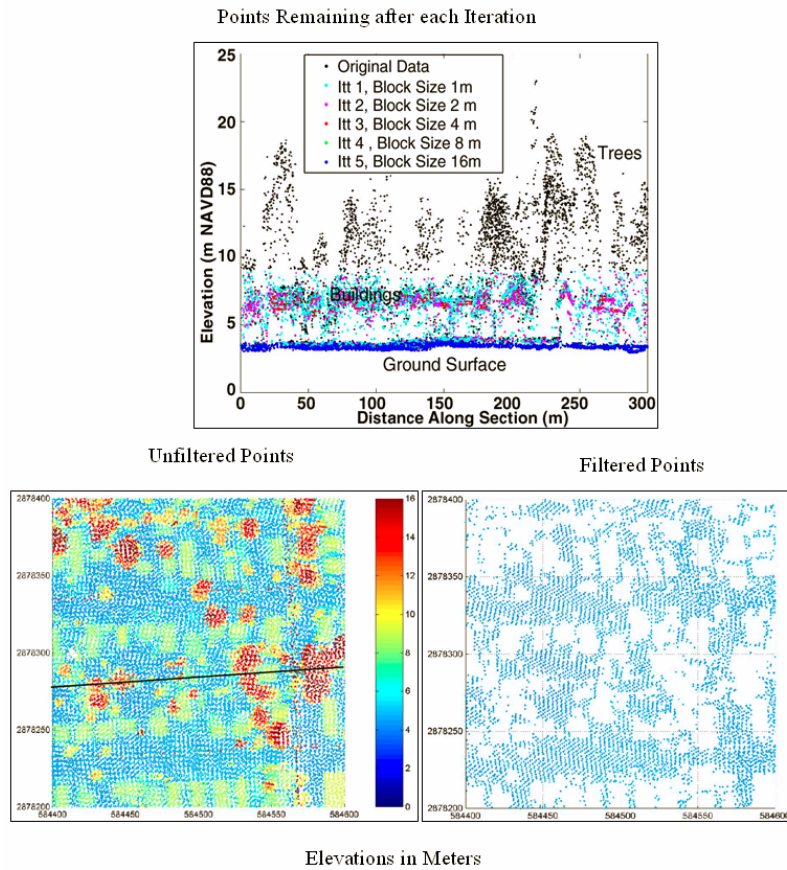 Points Remaining after each Iteration
25
20
15
10
5
0
Elevation (m NAVD88)
Original Data
Itt 1, Block Size 1m
Itt 2, Block Size 2 m
Itt 3, Block Size 4 m
Itt 4 , Block Size 8 m
Itt 5, Block Size 16m
Trees
Buildings
Ground Surface
0 50 100 150 200 250 300
Distance Along Section (m)
Unfiltered Points
Filtered Points
2878400
2878350
2878300
2878250
2878200
584400 584450 584500 584550 584600
16
14
12
10
8
6
4
2
0
2878400
2878350
2878300
2878250
2878200
584400 584450 584500 584550 584600
Elevations in Meters